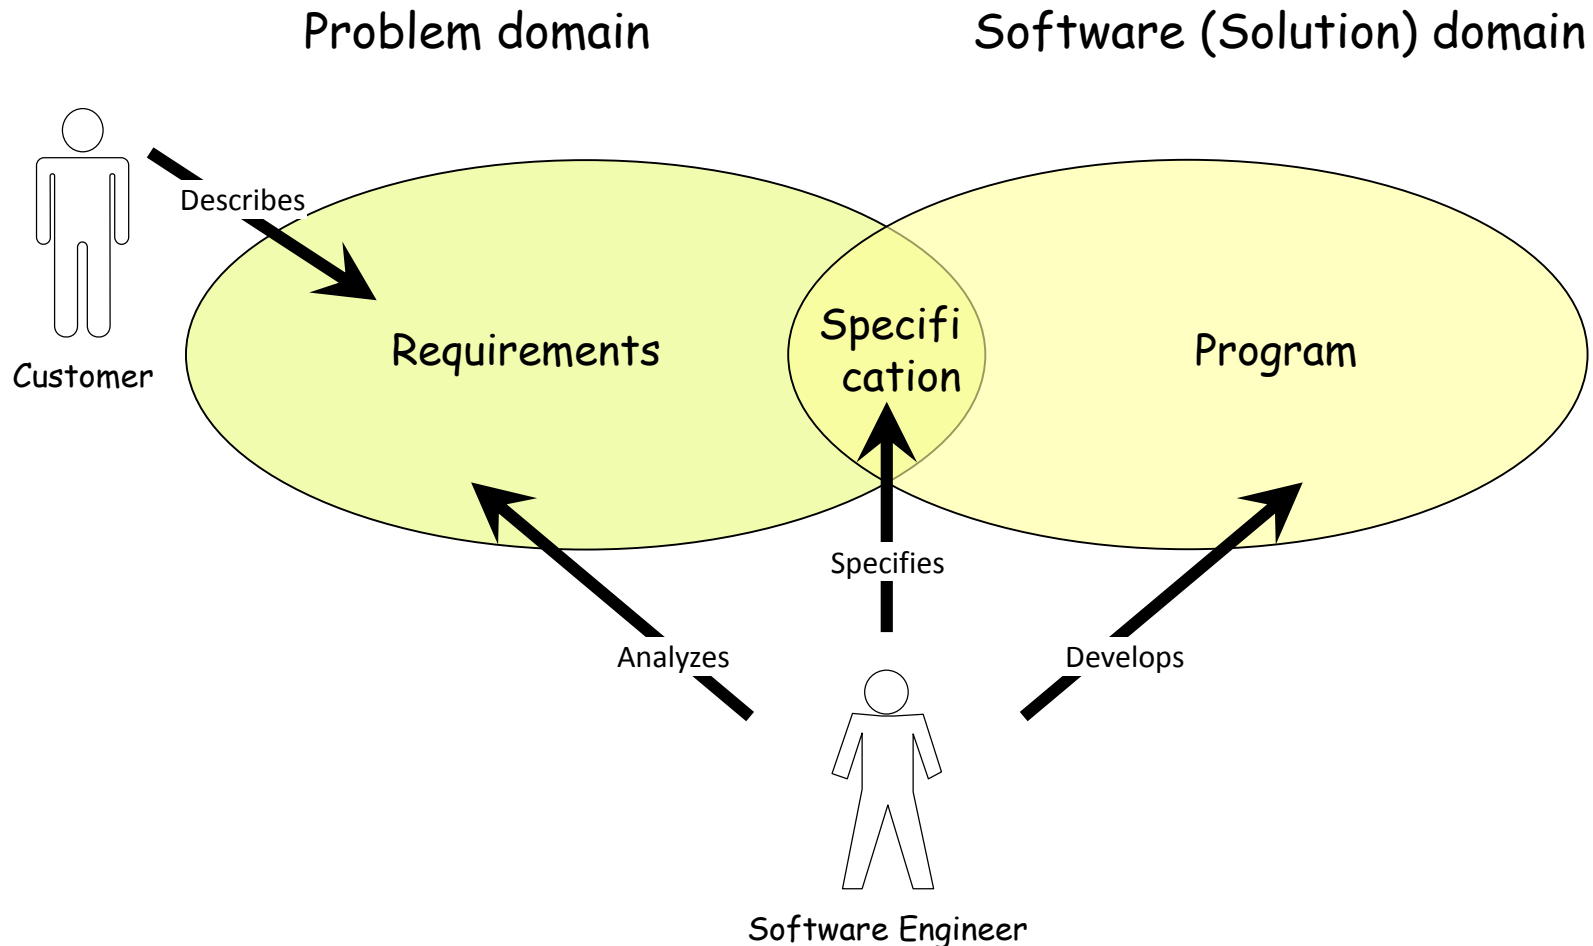 Problem domain
Software (Solution) domain
Describes
Customer
Requirements
Specifi
cation
Program
Specifies
Analyzes
Develops
Software Engineer